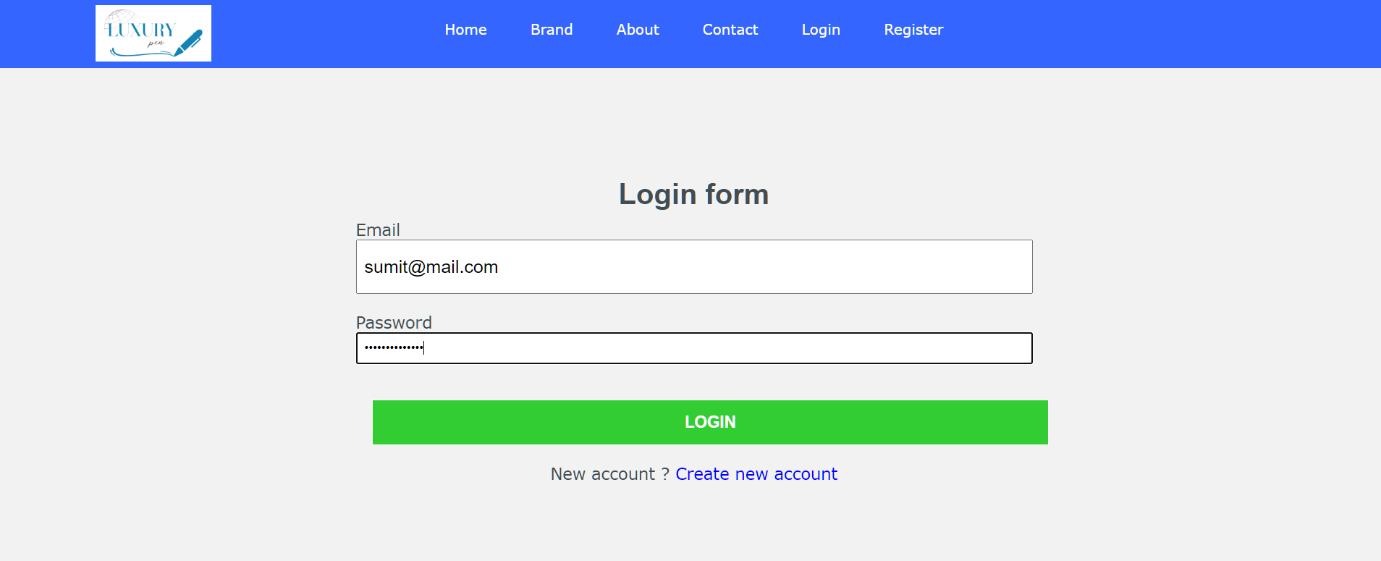 LUXURY
pen
Home Brand About Contact Login Register
Login form
Email
sumit@mail.com
Password
••••••••••••••
LOGIN
New account ? Create new account